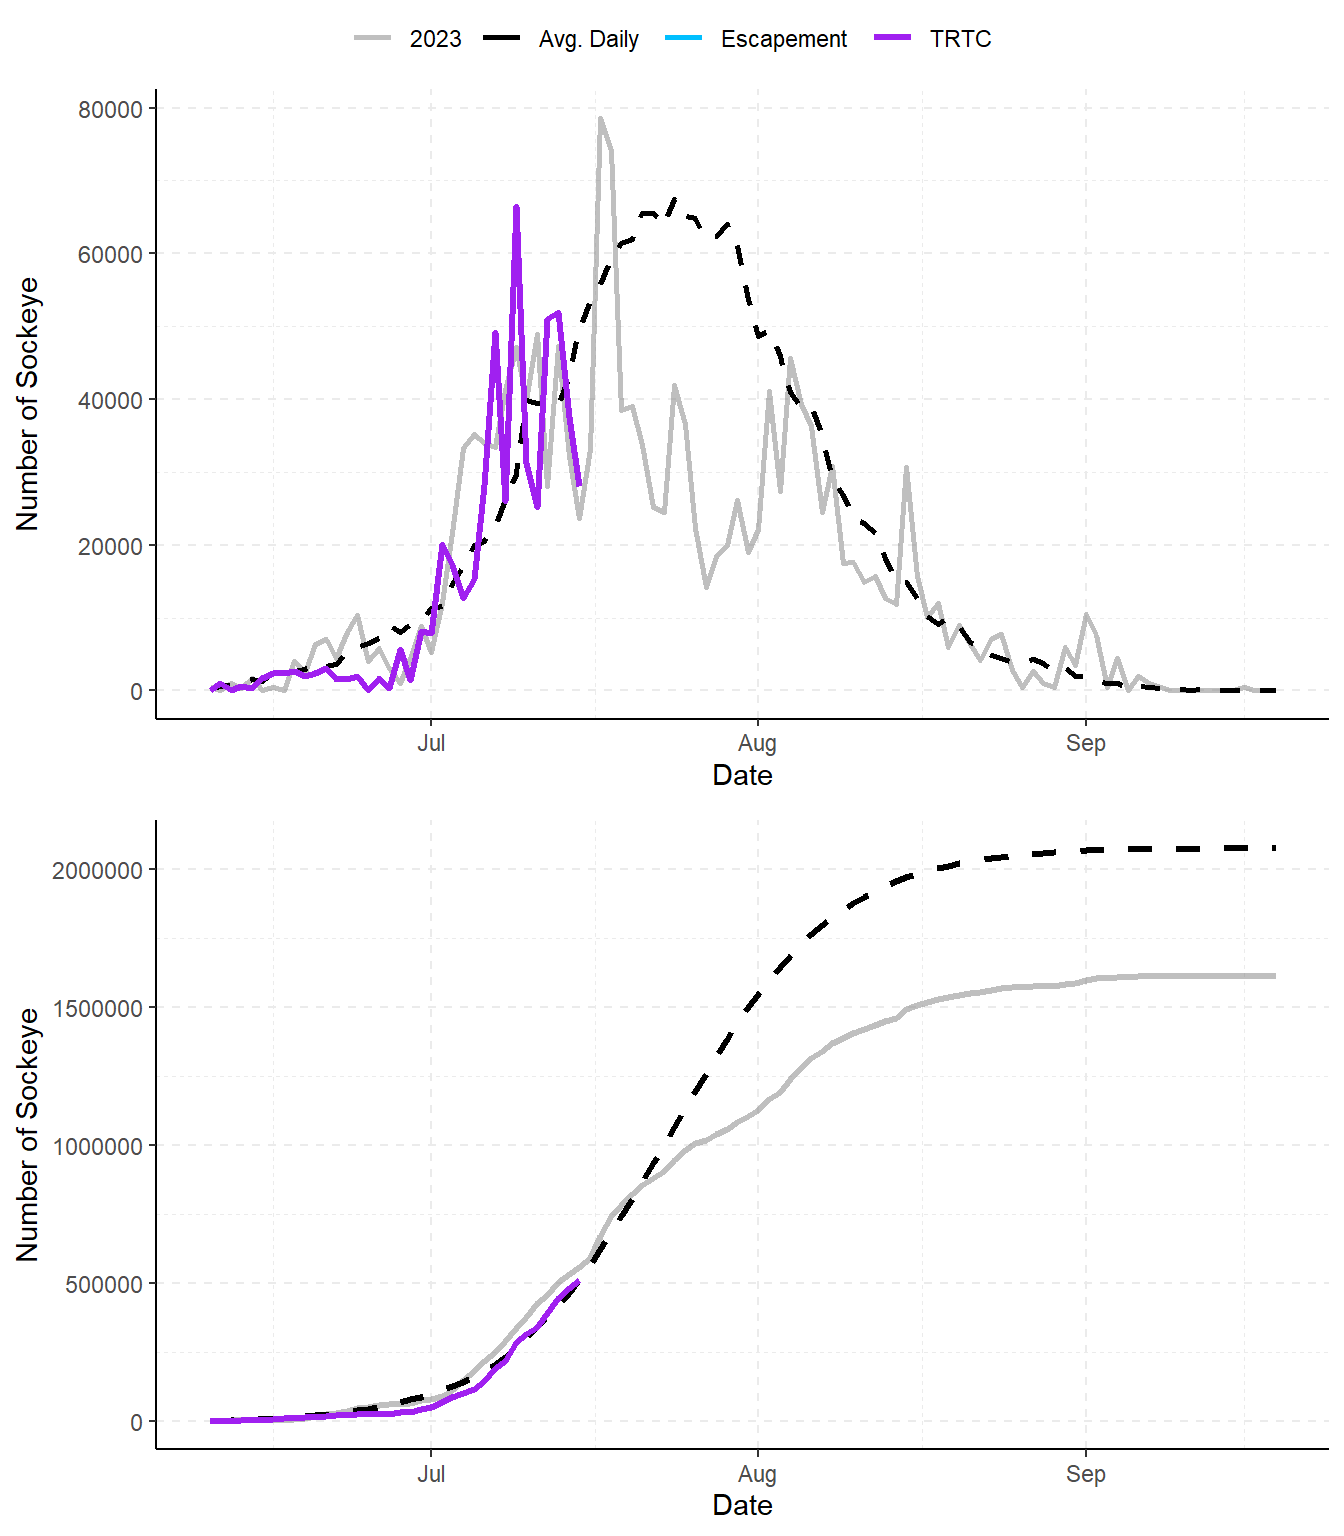 2023 Avg. Daily Escapement TRTC
Number of Sockeye
80000
60000
40000
20000
0
Jul Aug Sep
Date
Number of Sockeye
2000000
1500000
1000000
500000
0
Jul Aug Sep
Date